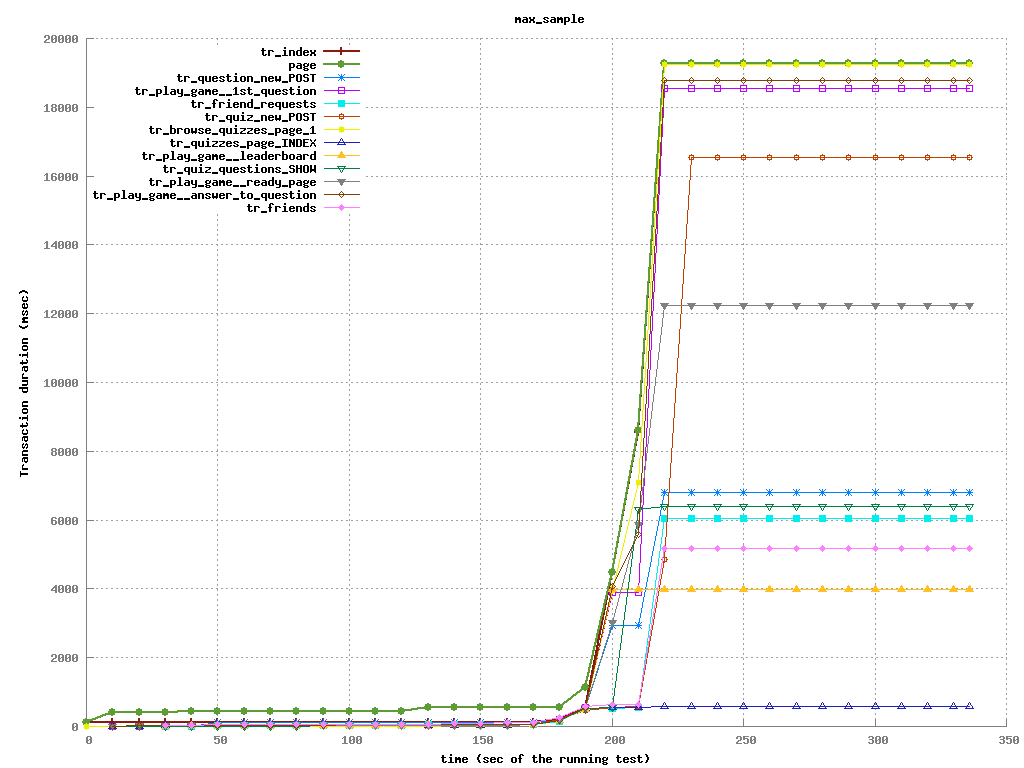 max_sample
20000
18000
16000
14000
12000
10000
8000
6000
4000
2000
0
tr_index
page
tr_question_new_POST
tr_play_game__1st_question
tr_friend_requests
tr_quiz_new_POST
tr_browse_quizzes_page_1
tr_quizzes_page_INDEX
tr_play_game__leaderboard
tr_quiz_questions_SHOW
tr_play_game__ready_page
tr_play_game__answer_to_question
tr_friends
Transaction duration (msec)
0 50 100 150 200 250 300 350
time (sec of the running test)